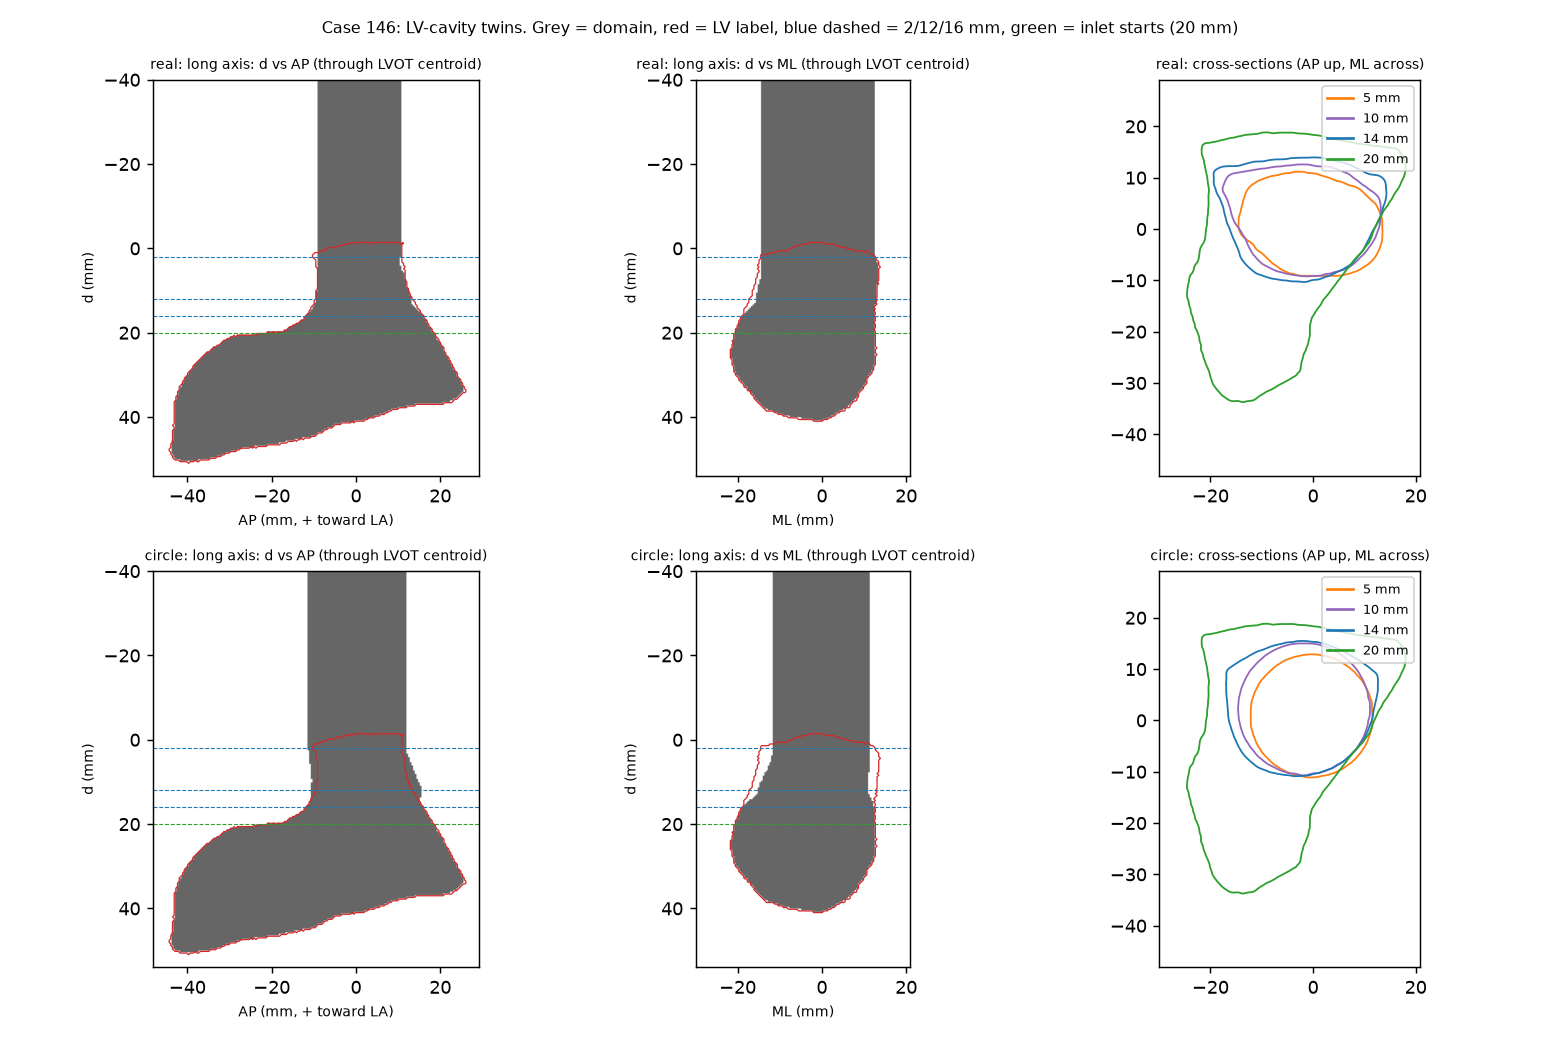 Case 146: LV-cavity twins. Grey = domain, red = LV label, blue dashed = 2/12/16 mm, green = inlet starts (20 mm)
real: long axis: d vs AP (through LVOT centroid)
real: long axis: d vs ML (through LVOT centroid)
real: cross-sections (AP up, ML across)
−40
−20
0
20
40
d (mm)
−40 −20 0 20
AP (mm, + toward LA)
−40
−20
0
20
40
d (mm)
−20 0 20
ML (mm)
20
10
0
−10
−20
−30
−40
−20 0 20
5 mm
10 mm
14 mm
20 mm
circle: long axis: d vs AP (through LVOT centroid)
circle: long axis: d vs ML (through LVOT centroid)
circle: cross-sections (AP up, ML across)
−40
−20
0
20
40
d (mm)
−40 −20 0 20
AP (mm, + toward LA)
−40
−20
0
20
40
d (mm)
−20 0 20
ML (mm)
20
10
0
−10
−20
−30
−40
−20 0 20
5 mm
10 mm
14 mm
20 mm